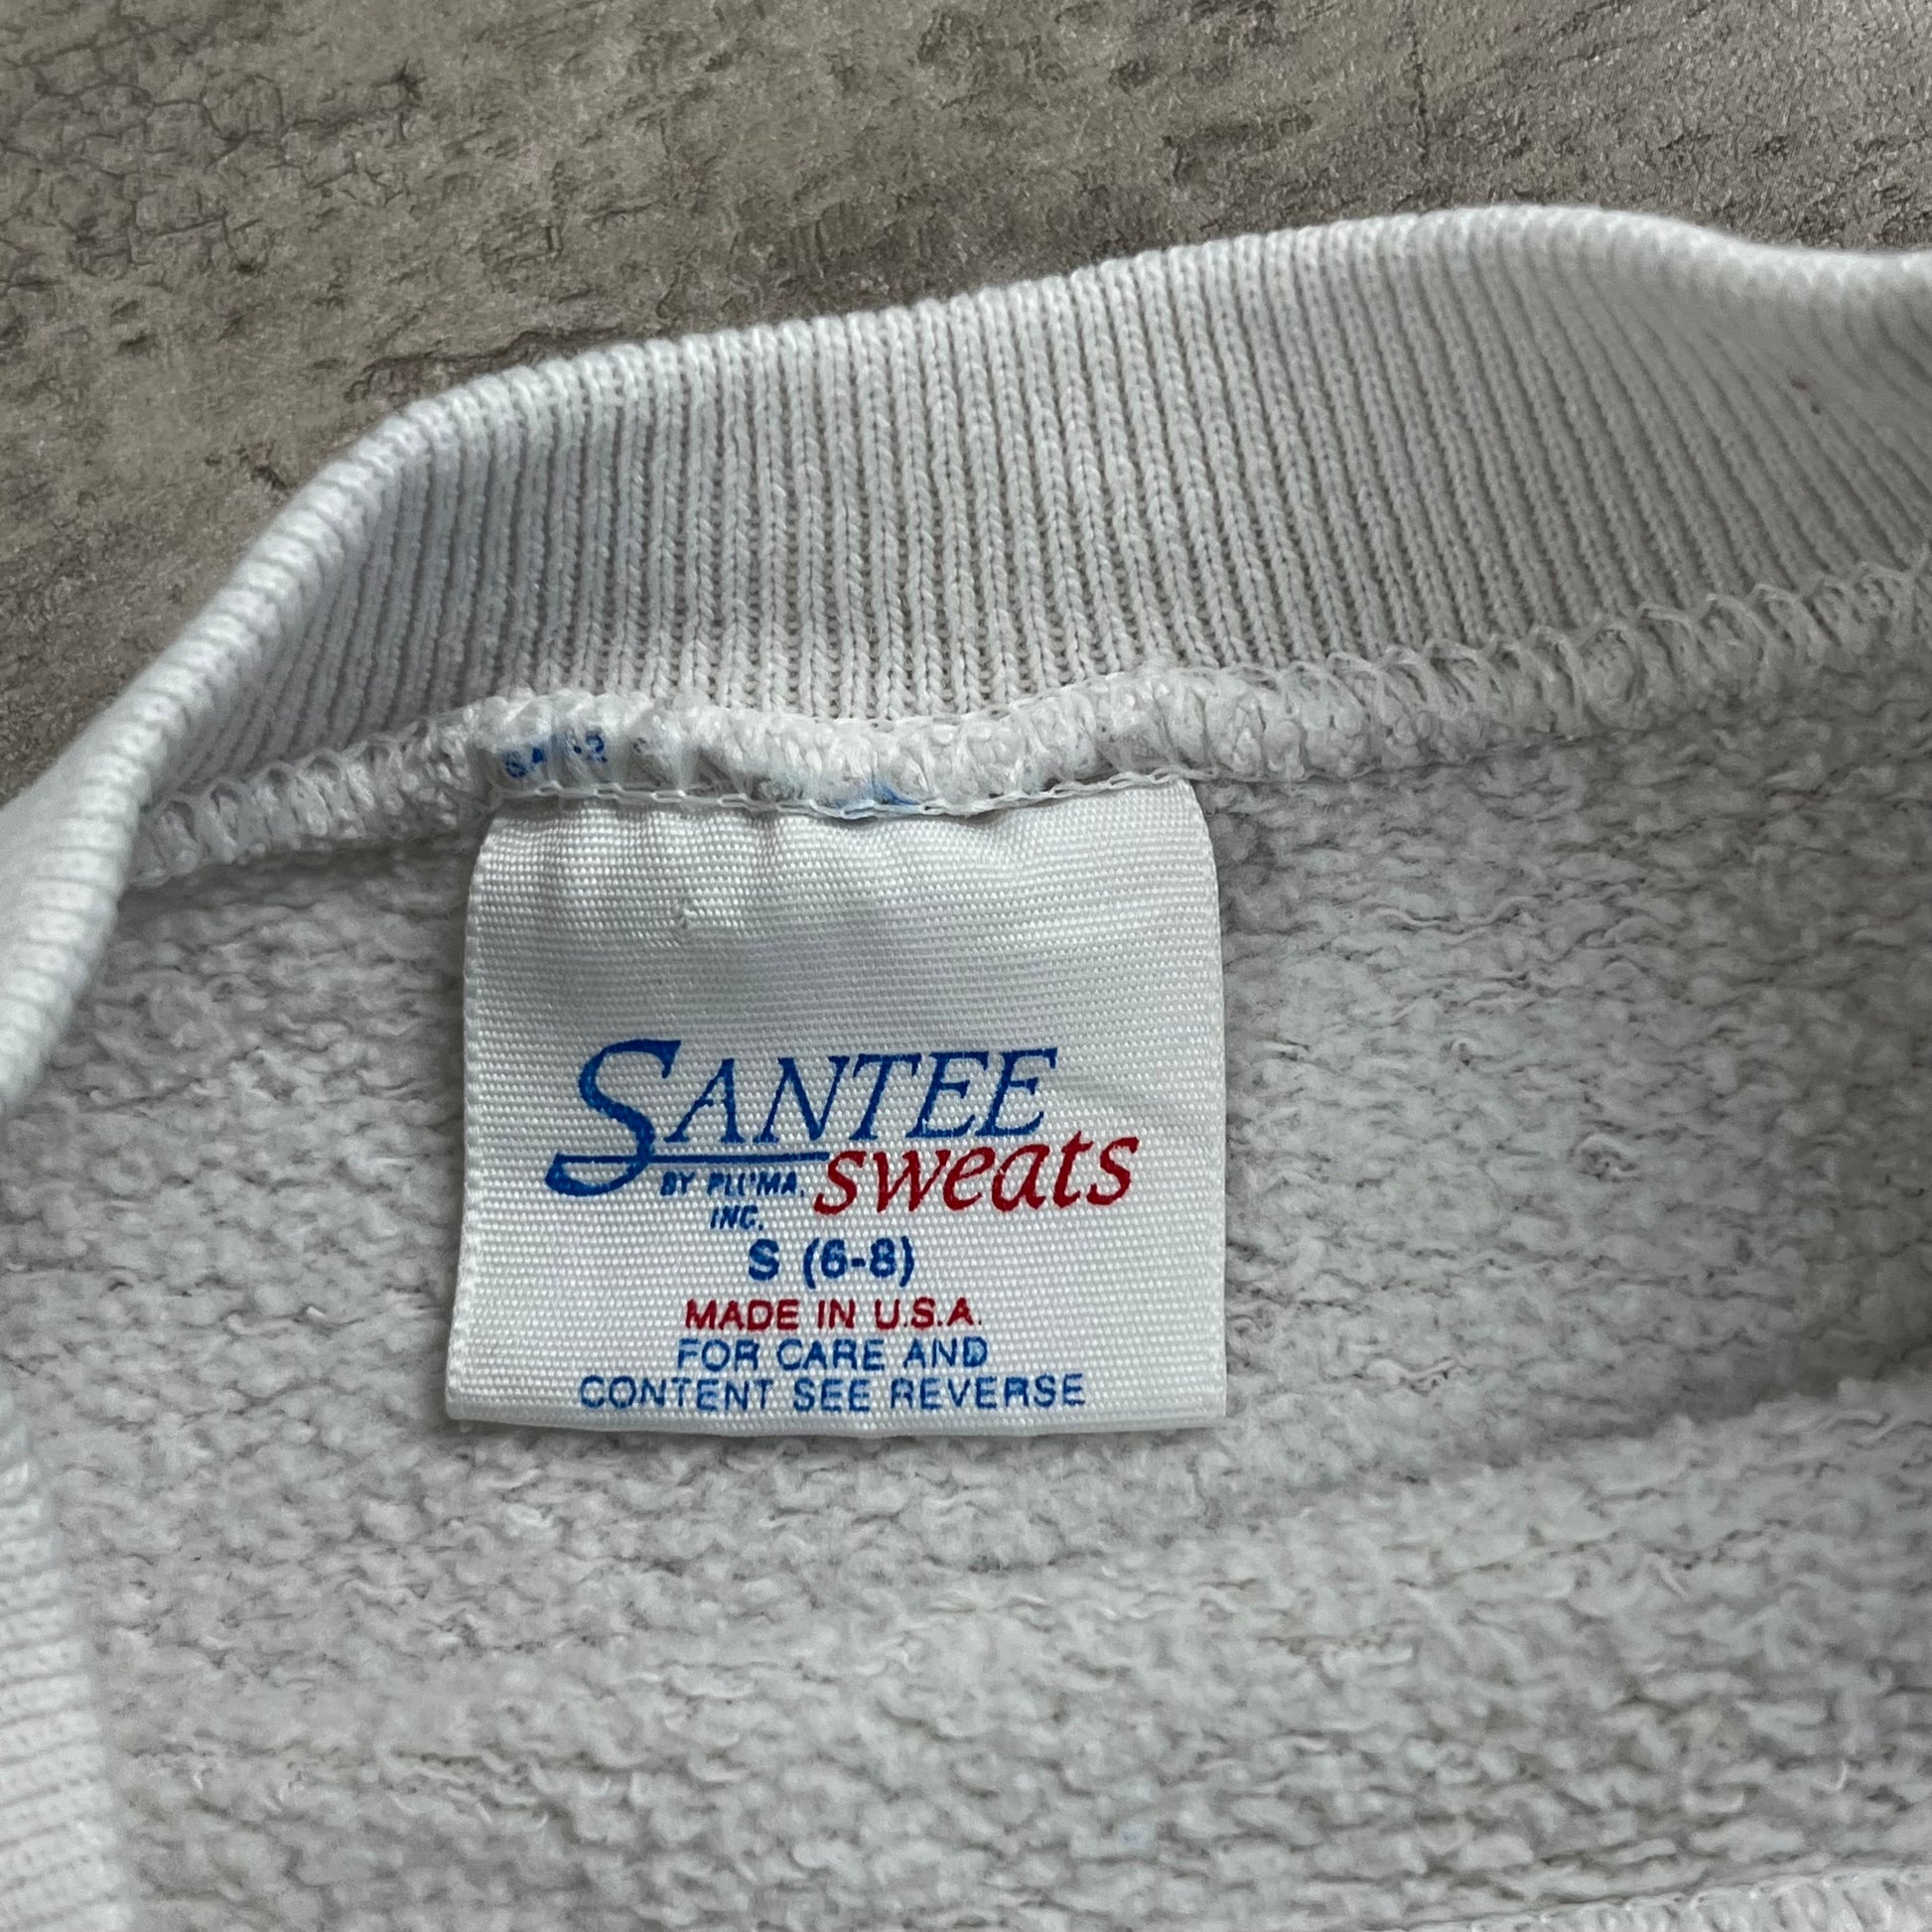 SANTEE
sweats
BY PLUMA,
INC.
S (6-8)
MADE IN U.S.A.
FOR CARE AND
CONTENT SEE REVERSE